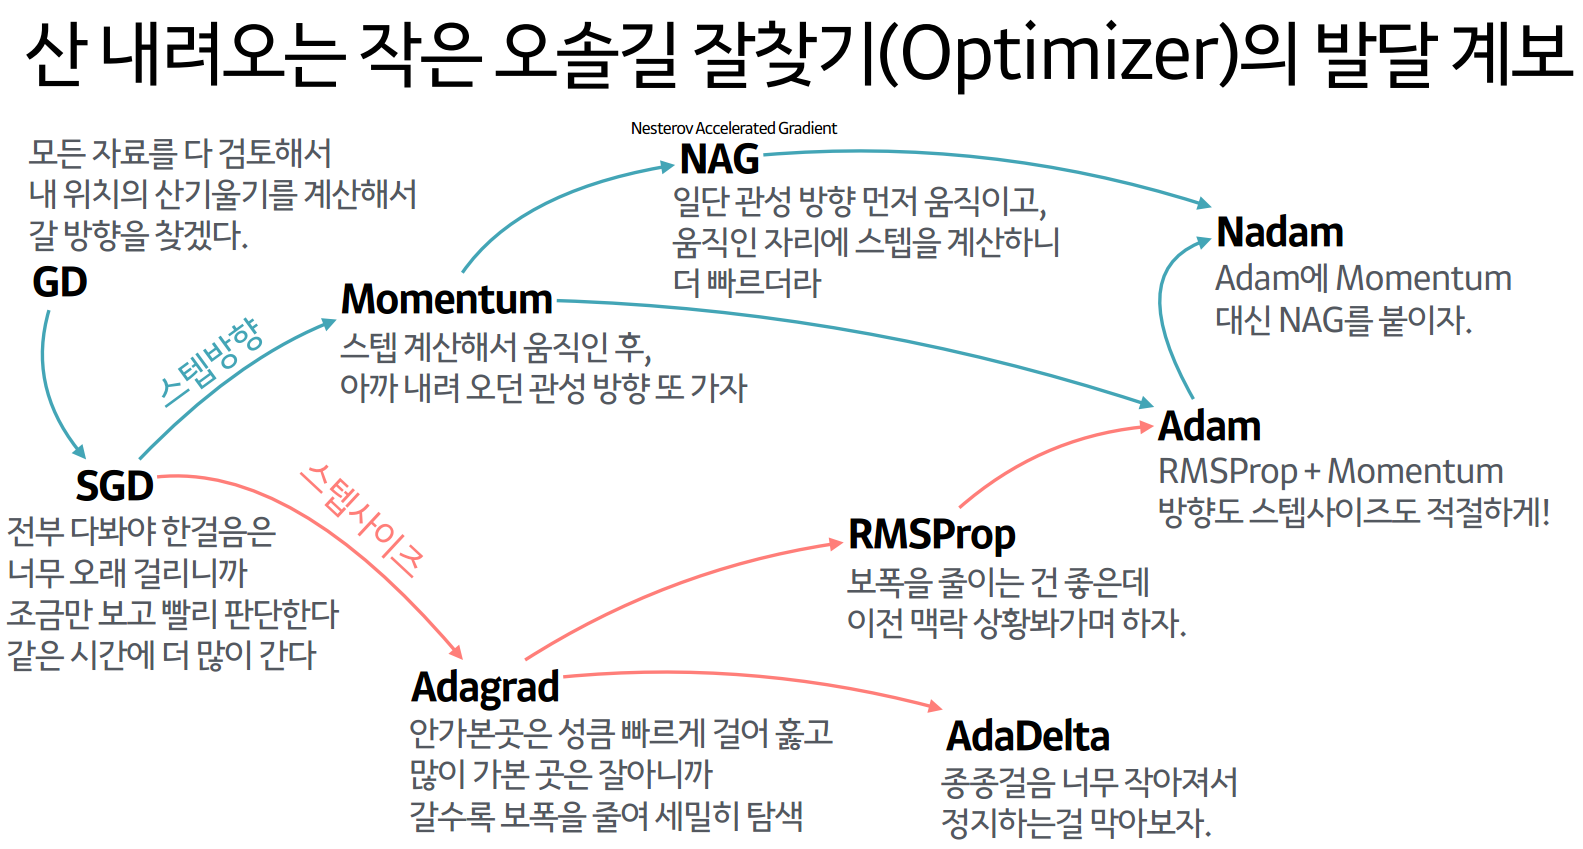 산 내려오는 작은 오솔길 잘찾기(Optimizer)의 발달 계보
모든 자료를 다 검토해서
내 위치의 산기울기를 계산해서
갈 방향을 찾겠다.
GD
스텝방향
SGD
전부 다봐야 한걸음은
너무 오래 걸리니까
조금만 보고 빨리 판단한다
같은 시간에 더 많이 간다
Momentum
스텝 계산해서 움직인 후,
아까 내려 오던 관성 방향 또 가자
Nesterov Accelerated Gradient
NAG
일단 관성 방향 먼저 움직이고,
움직인 자리에 스텝을 계산하니
더 빠르더라
Nadam
Adam에 Momentum
대신 NAG를 붙이자.
스텝사이즈
Adagrad
안가본곳은 성큼 빠르게 걸어 훓고
많이 가본 곳은 잘아니까
갈수록 보폭을 줄여 세밀히 탐색
RMSProp
보폭을 줄이는 건 좋은데
이전 맥락 상황봐가며 하자.
Adam
RMSProp + Momentum
방향도 스텝사이즈도 적절하게!
AdaDelta
종종걸음 너무 작아져서
정지하는걸 막아보자.